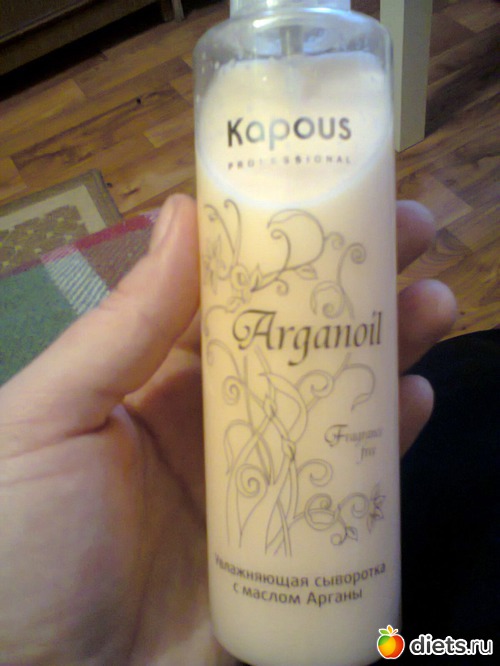 Kapous
PROFESSIONAL
Arganoil
Fragrance
free
Увлажняющая сыворотка
с маслом Арганы
diets.ru